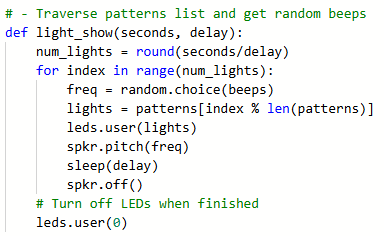 # - Traverse patterns list and get random beeps
def light_show(seconds, delay):
    num_lights = round(seconds/delay)
    for index in range(num_lights):
        freq = random.choice(beeps)
        lights = patterns[index % len(patterns)]
        leds.user(lights)
        spkr.pitch(freq)
        sleep(delay)
        spkr.off()
    # Turn off LEDs when finished
    leds.user(0)